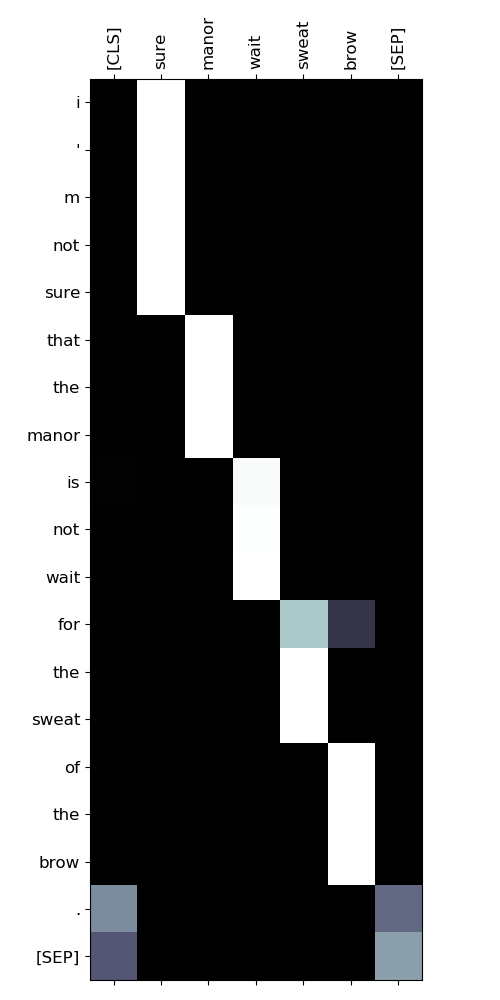 [CLS] sure manor wait sweat brow [SEP]
i
'
m
not
sure
that
the
manor
is
not
wait
for
the
sweat
of
the
brow
.
[SEP]